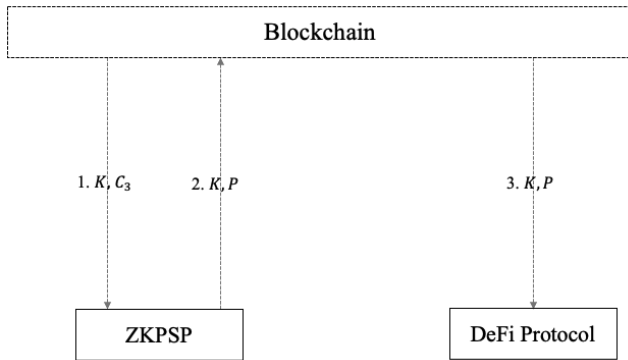 Blockchain
1. K, C₃
2. K, P
3. K, P
ZKPSP
DeFi Protocol